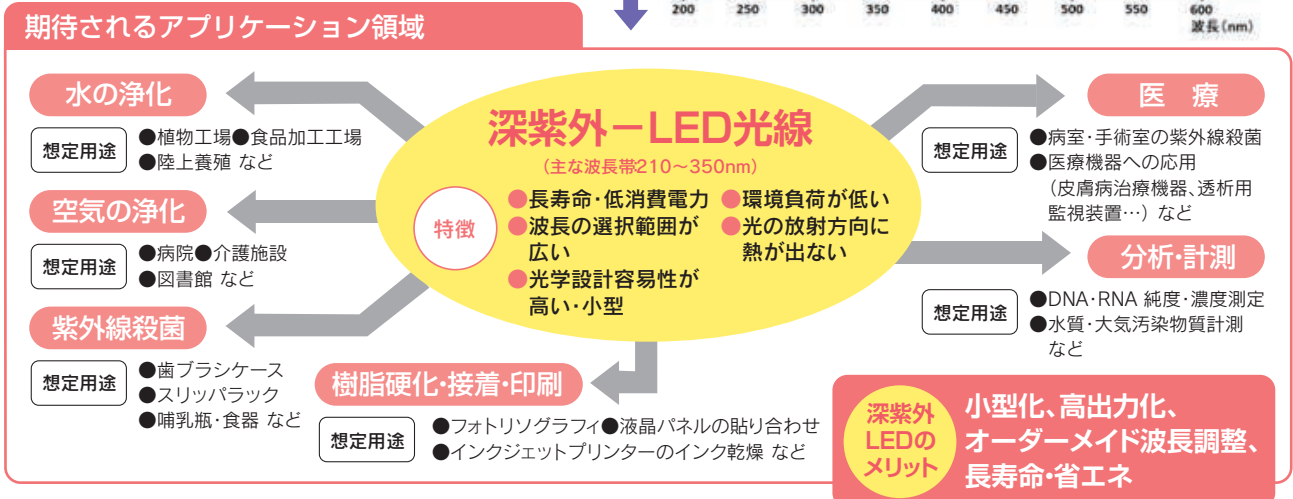 200 250 300 350 400 450 500 550 600
波長(nm)
期待されるアプリケーション領域
水の浄化
想定用途
●植物工場●食品加工工場
●陸上養殖 など
空気の浄化
想定用途
●病院●介護施設
●図書館 など
紫外線殺菌
想定用途
●歯ブラシケース
●スリッパラック
●哺乳瓶・食器 など
深紫外－LED光線
(主な波長帯210～350nm)
特徴
●長寿命・低消費電力
●波長の選択範囲が
広い
●光学設計容易性が
高い・小型
●環境負荷が低い
●光の放射方向に
熱が出ない
樹脂硬化・接着・印刷
想定用途
●フォトリソグラフィ●液晶パネルの貼り合わせ
●インクジェットプリンターのインク乾燥 など
医 療
想定用途
●病室・手術室の紫外線殺菌
●医療機器への応用
(皮膚病治療機器、透析用
監視装置…) など
分析・計測
想定用途
●DNA・RNA 純度・濃度測定
●水質・大気汚染物質計測
など
深紫外
LEDの
メリット
小型化、高出力化、
オーダーメイド波長調整、
長寿命・省エネ